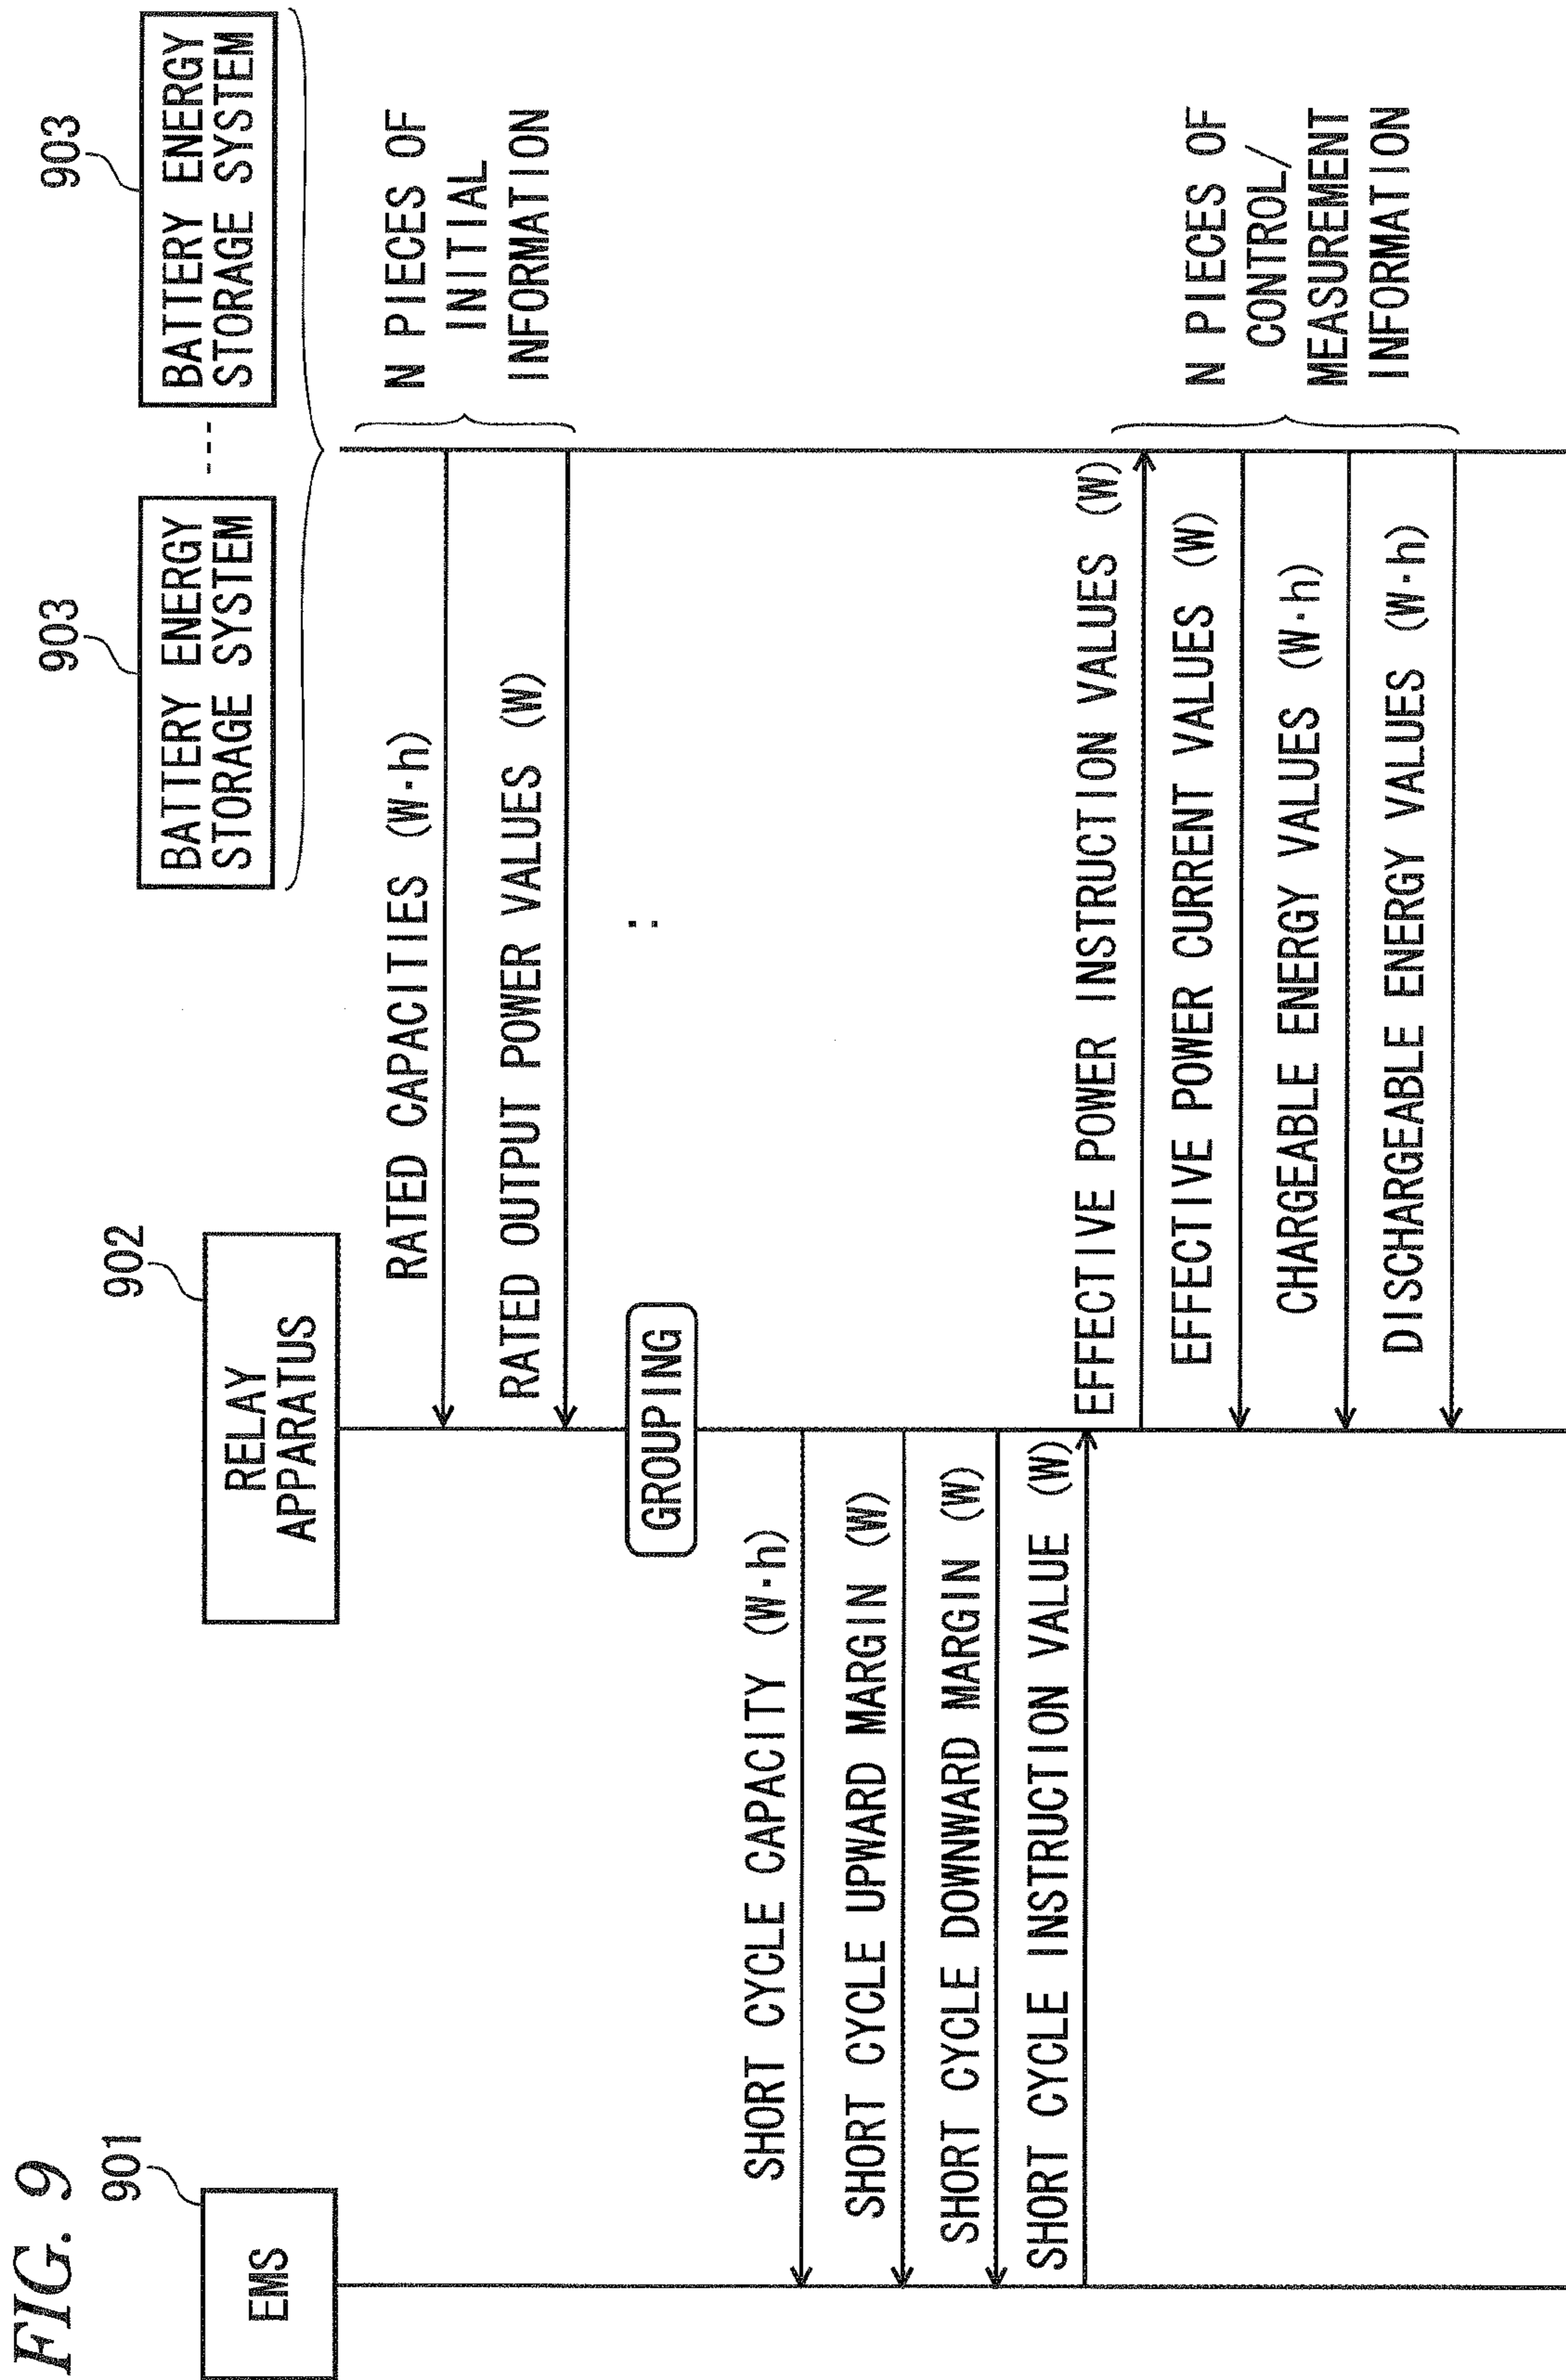 FIG. 9
901
EMS
902
RELAY
APPARATUS
903
BATTERY ENERGY
STORAGE SYSTEM
903
BATTERY ENERGY
STORAGE SYSTEM
RATED CAPACITIES (W·h)
RATED OUTPUT POWER VALUES (W)
N PIECES OF
INITIAL
INFORMATION
GROUPING
SHORT CYCLE CAPACITY (W·h)
SHORT CYCLE UPWARD MARGIN (W)
SHORT CYCLE DOWNWARD MARGIN (W)
SHORT CYCLE INSTRUCTION VALUE (W)
EFFECTIVE POWER INSTRUCTION VALUES (W)
EFFECTIVE POWER CURRENT VALUES (W)
CHARGEABLE ENERGY VALUES (W·h)
DISCHARGEABLE ENERGY VALUES (W·h)
N PIECES OF
CONTROL/
MEASUREMENT
INFORMATION